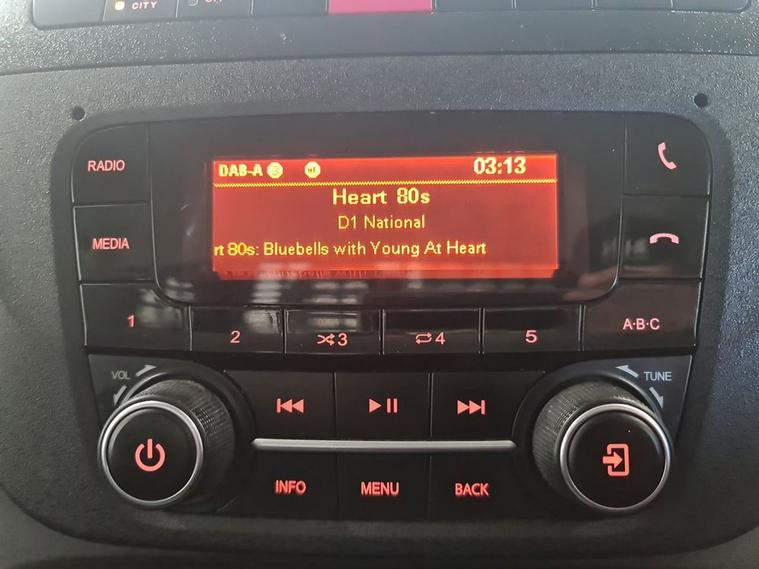 CITY
RADIO
DAB-A 3 03:13
Heart 80s
D1 National
rt 80s: Bluebells with Young At Heart
MEDIA
1 2 3 4 5 A·B·C
VOL
TUNE
INFO MENU BACK